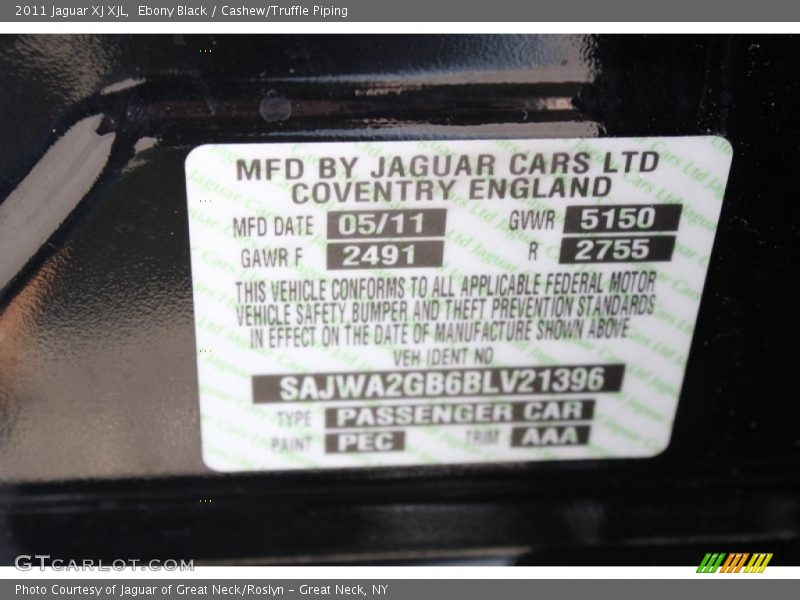 2011 Jaguar XJ XJL, Ebony Black / Cashew/Truffle Piping
MFD BY JAGUAR CARS LTD
COVENTRY ENGLAND
MFD DATE 05/11 GVWR 5150
GAWR F 2491 R 2755
THIS VEHICLE CONFORMS TO ALL APPLICABLE FEDERAL MOTOR
VEHICLE SAFETY BUMPER AND THEFT PREVENTION STANDARDS
IN EFFECT ON THE DATE OF MANUFACTURE SHOWN ABOVE
VEH IDENT NO
SAJWA2GB6BLV21396
TYPE PASSENGER CAR
PAINT PEC TRIM AAA
GTcarlot.com
Photo Courtesy of Jaguar of Great Neck/Roslyn – Great Neck, NY